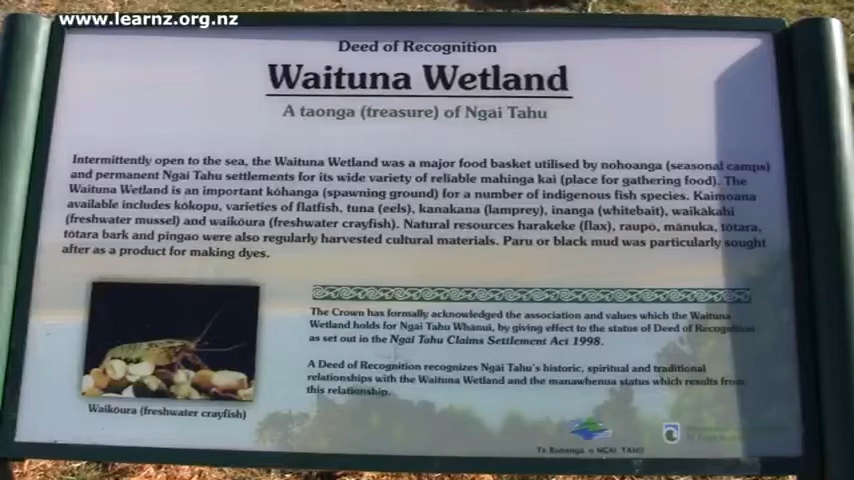 www.learnz.org.nz
Deed of Recognition
Waituna Wetland
A taonga (treasure) of Ngai Tahu
Intermittently open to the sea, the Waituna Wetland was a major food basket utilised by nohoanga (seasonal camps)
and permanent Ngai Tahu settlements for its wide variety of reliable mahinga kai (place for gathering food). The
Waituna Wetland is an important kōhanga (spawning ground) for a number of indigenous fish species. Kaimoana
available includes kōkopu, varieties of flatfish, tuna (eels), kanakana (lamprey), inanga (whitebait), waikākahi
(freshwater mussel) and waikōura (freshwater crayfish). Natural resources harakeke (flax), raupō, mānuka, tōtara,
tōtara bark and pingao were also regularly harvested cultural materials. Paru or black mud was particularly sought
after as a product for making dyes.
The Crown has formally acknowledged the association and values which the Waituna
Wetland holds for Ngai Tahu Whanui, by giving effect to the status of Deed of Recognition
as set out in the Ngai Tahu Claims Settlement Act 1998.
A Deed of Recognition recognizes Ngai Tahu's historic, spiritual and traditional
relationships with the Waituna Wetland and the manawhenua status which results from
this relationship.
Waikōura (freshwater crayfish)
Te Runanga o NGAI TAHU